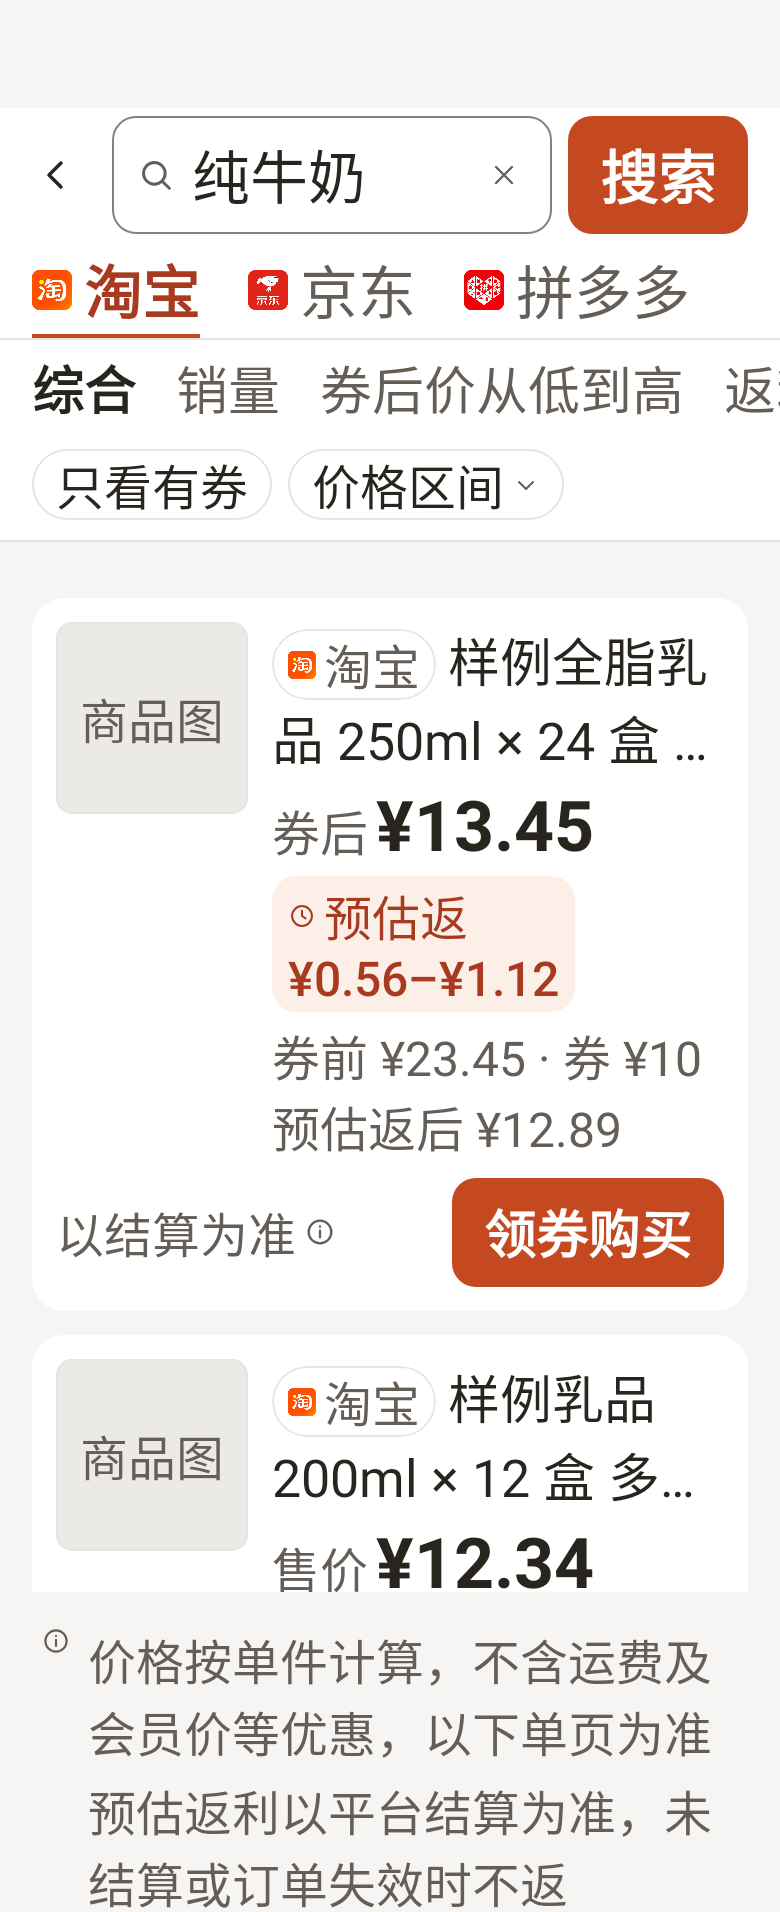 纯牛奶
搜索
淘 淘宝
京东 京东
拼多多
综合 销量 券后价从低到高 返
只看有券 价格区间
商品图
淘 淘宝 样例全脂乳
品 250ml × 24 盒 ...
券后 ¥13.45
预估返
¥0.56–¥1.12
券前 ¥23.45 · 券 ¥10
预估返后 ¥12.89
以结算为准
领券购买
商品图
淘 淘宝 样例乳品
200ml × 12 盒 多...
售价 ¥12.34
价格按单件计算，不含运费及
会员价等优惠，以下单页为准
预估返利以平台结算为准，未
结算或订单失效时不返